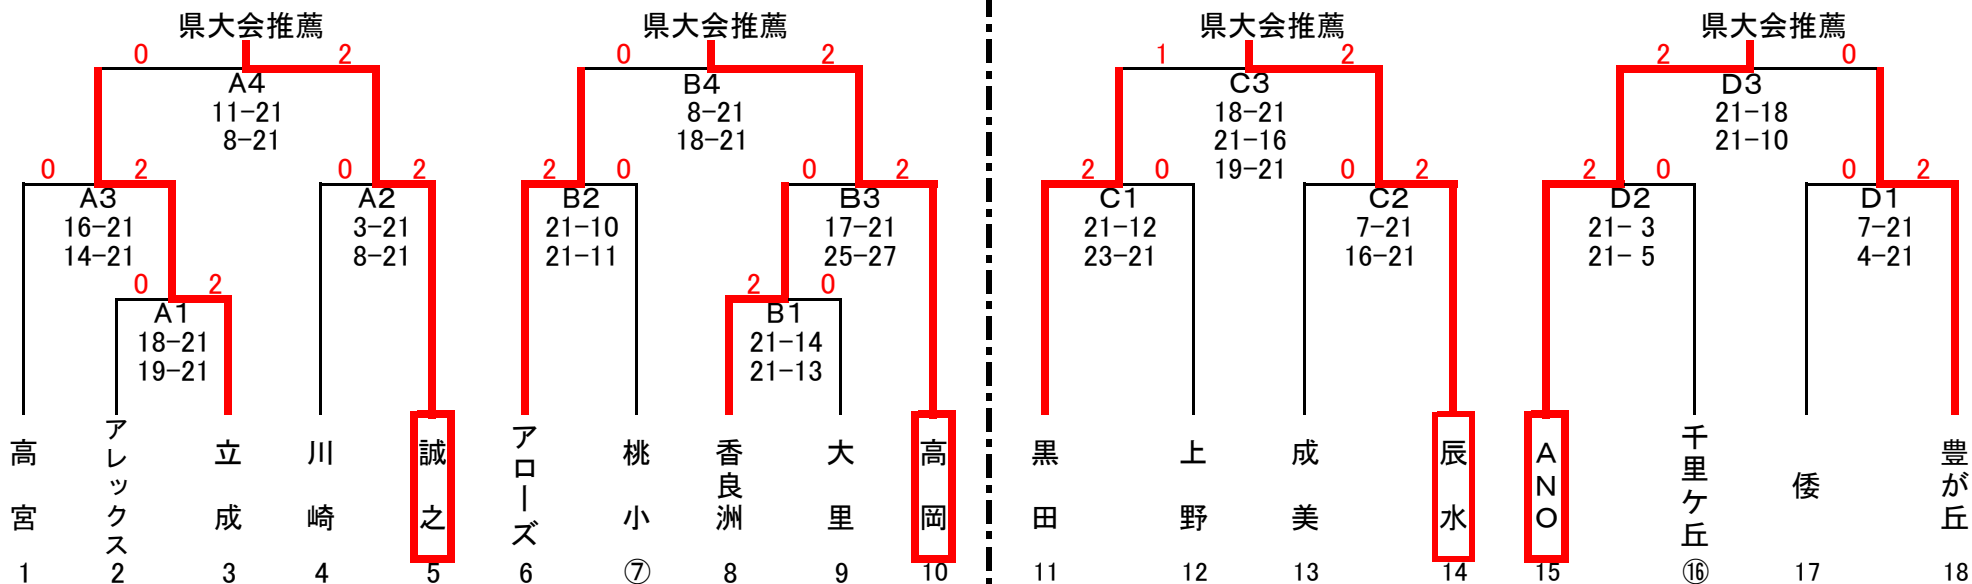 県大会推薦 県大会推薦 県大会推薦 県大会推薦
0 2 0 2 1 2 2 0
A4 B4 C3 D3
11-21 8-21 18-21 21-18
8-21 18-21 21-16 21-10
19-21
0 2 0 2 2 0 0 2 2 0 0 2 2 0 0 2
A3 A2 B2 B3 C1 C2 D2 D1
16-21 3-21 21-10 17-21 21-12 7-21 21- 3 7-21
14-21 8-21 21-11 25-27 23-21 16-21 21- 5 4-21
0 2 2 0
A1 B1
18-21 21-14
19-21 21-13
高宮 アレックス 立成 川崎 誠之 アローズ 桃小 香良洲 大里 高岡 黒田 上野 成美 辰水 ANO 千里ケ丘 倭 豊が丘
1 2 3 4 5 6 ⑦ 8 9 10 11 12 13 14 15 ⑯ 17 18